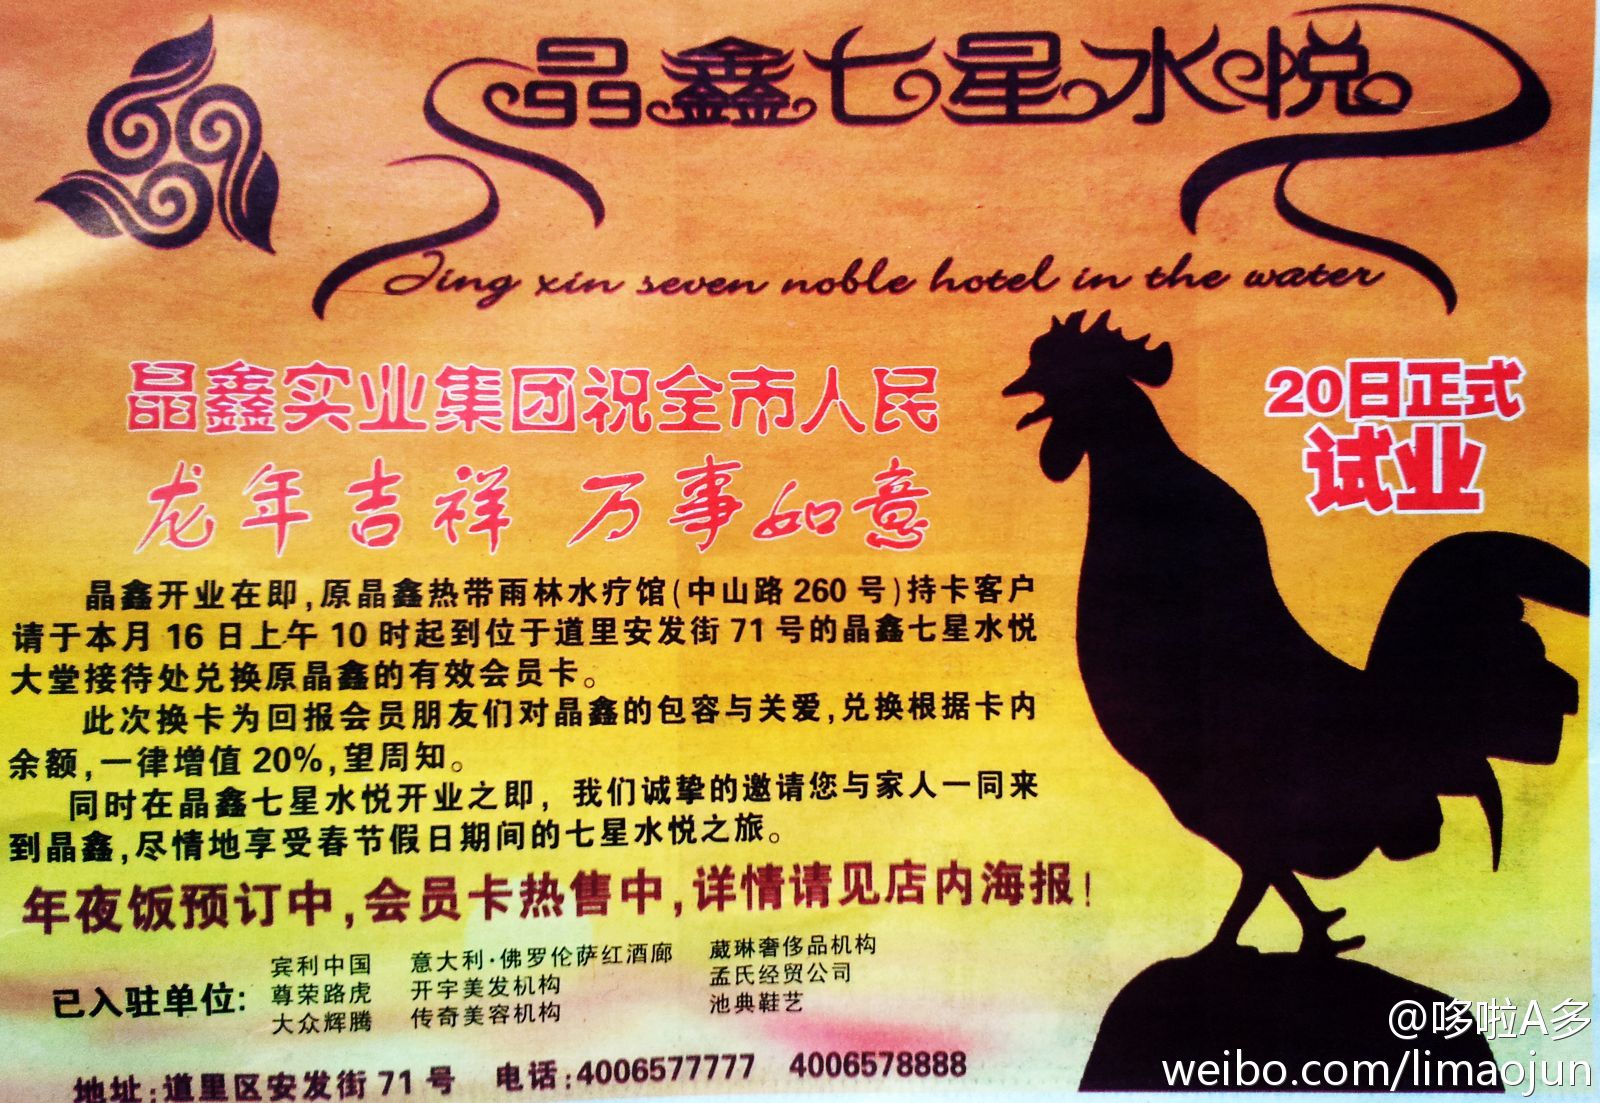 晶鑫七星水悦
Jing xin seven noble hotel in the water
晶鑫实业集团祝全市人民
龙年吉祥 万事如意
20日正式
试业
晶鑫开业在即,原晶鑫热带雨林水疗馆(中山路260号)持卡客户
请于本月16日上午10时起到位于道里安发街71号的晶鑫七星水悦
大堂接待处兑换原晶鑫的有效会员卡。
此次换卡为回报会员朋友们对晶鑫的包容与关爱,兑换根据卡内
余额,一律增值20%,望周知。
同时在晶鑫七星水悦开业之即,我们诚挚的邀请您与家人一同来
到晶鑫,尽情地享受春节假日期间的七星水悦之旅。
年夜饭预订中,会员卡热售中,详情请见店内海报!
已入驻单位:
宾利中国 意大利·佛罗伦萨红酒廊 葳琳奢侈品机构
尊荣路虎 开宇美发机构 孟氏经贸公司
大众辉腾 传奇美容机构 池典鞋艺
地址:道里区安发街71号 电话:4006577777 4006578888
@哆啦A多
weibo.com/limaojun